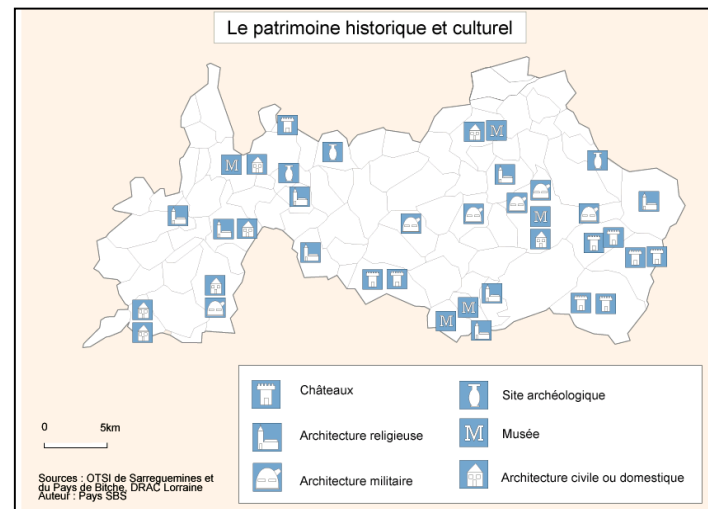 Le patrimoine historique et culturel
M
M
M
M
M
Châteaux
Site archéologique
Architecture religieuse
M
Musée
Architecture militaire
Architecture civile ou domestique
0 5km
Sources : OTSI de Sarreguemines et
du Pays de Bitche, DRAC Lorraine
Auteur : Pays SBS